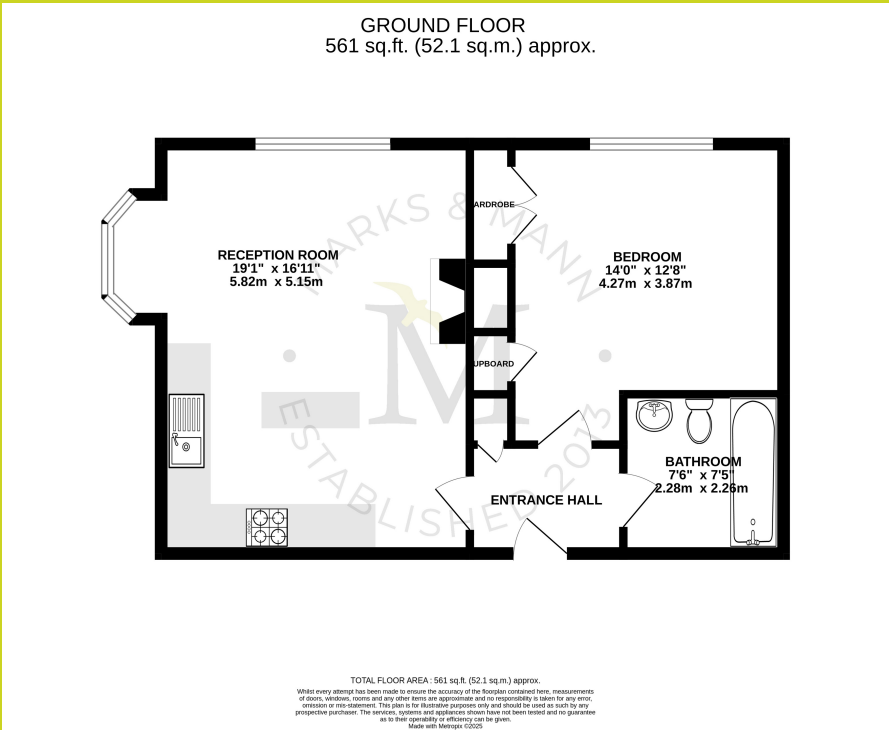 GROUND FLOOR
561 sq.ft. (52.1 sq.m.) approx.
MARKS & MANN
ARDROBE
RECEPTION ROOM
19'1" x 16'11"
5.82m x 5.15m
BEDROOM
14'0" x 12'8"
4.27m x 3.87m
M
UPBOARD
BATHROOM
7'6" x 7'5"
2.28m x 2.26m
ENTRANCE HALL
ESTABLISHED 2013
TOTAL FLOOR AREA : 561 sq.ft. (52.1 sq.m.) approx.
Whilst every attempt has been made to ensure the accuracy of the floorplan contained here, measurements
of doors, windows, rooms and any other items are approximate and no responsibility is taken for any error,
omission or mis-statement. This plan is for illustrative purposes only and should be used as such by any
prospective purchaser. The services, systems and appliances shown have not been tested and no guarantee
as to their operability or efficiency can be given.
Made with Metropix ©2025